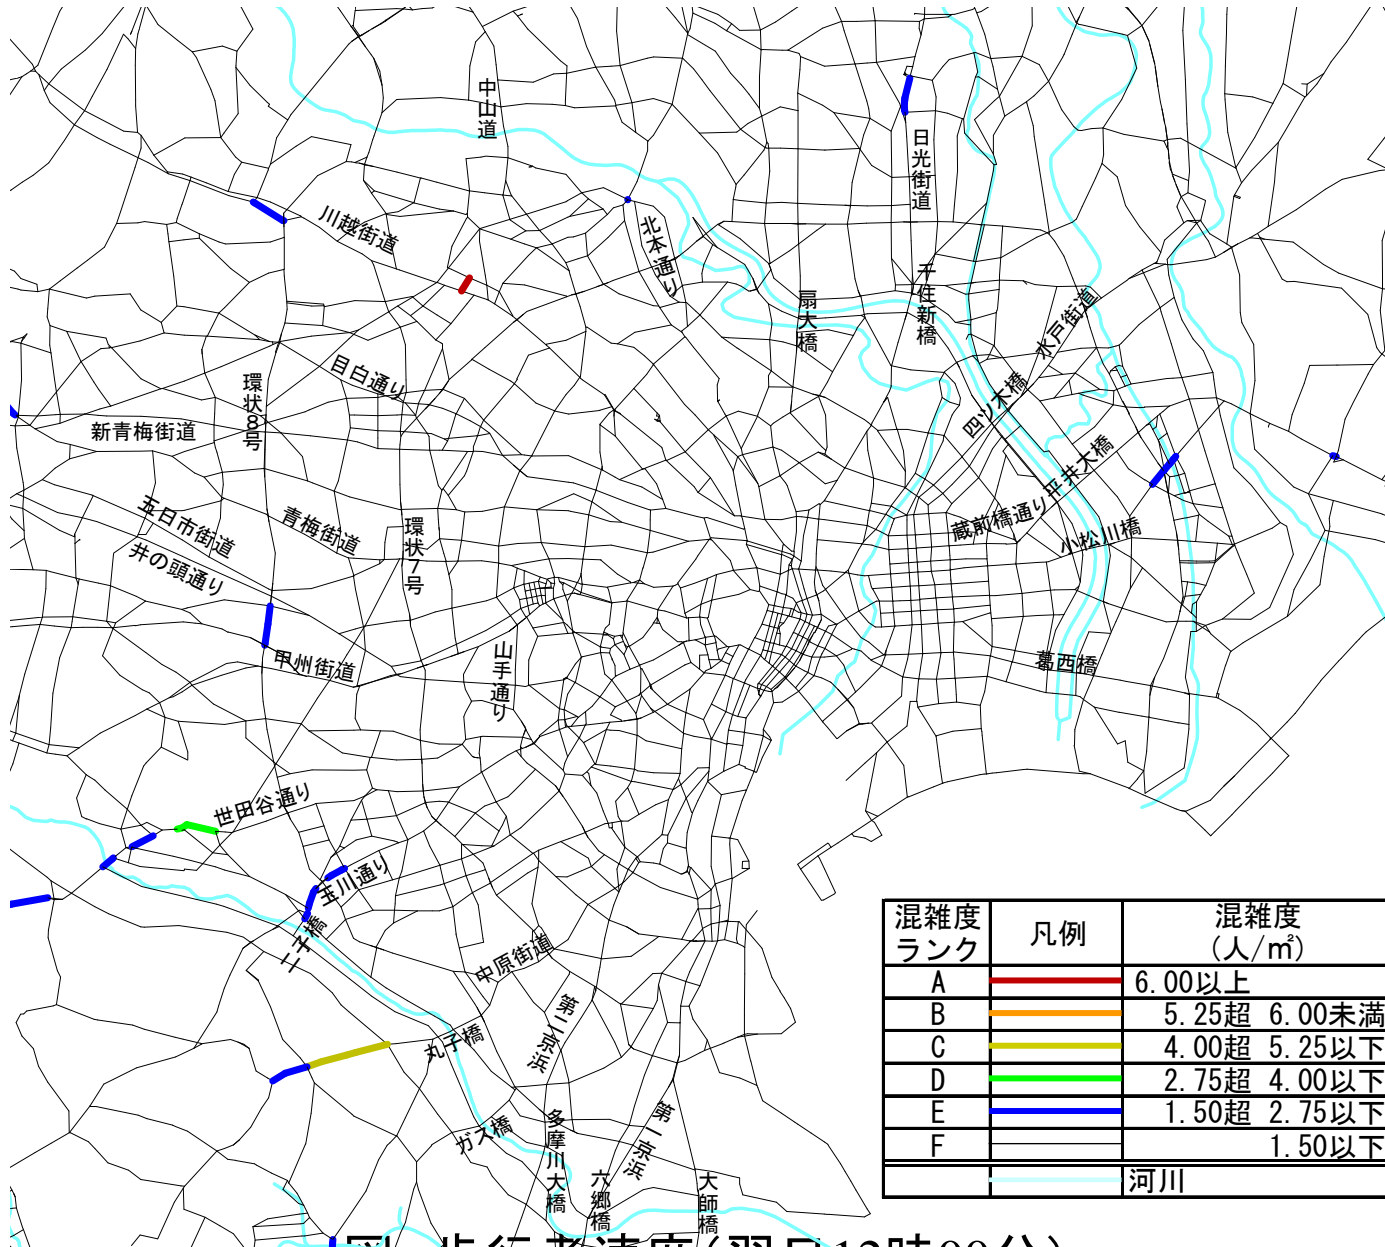 中山道
日光街道
川越街道
北本通り
千住新橋
扇大橋
水戸街道
目白通り
環状8号
四ツ木橋
新青梅街道
平井大橋
五日市街道
青梅街道
環状7号
蔵前橋通り
小松川橋
井の頭通り
甲州街道
山手通り
葛西橋
世田谷通り
玉川通り
二子橋
中原街道
第二京浜
丸子橋
ガス橋
多摩川大橋
第一京浜
六郷橋
大師橋
混雑度ランク 凡例 混雑度(人/㎡)
A 6.00以上
B 5.25超 6.00未満
C 4.00超 5.25以下
D 2.75超 4.00以下
E 1.50超 2.75以下
F 1.50以下
河川